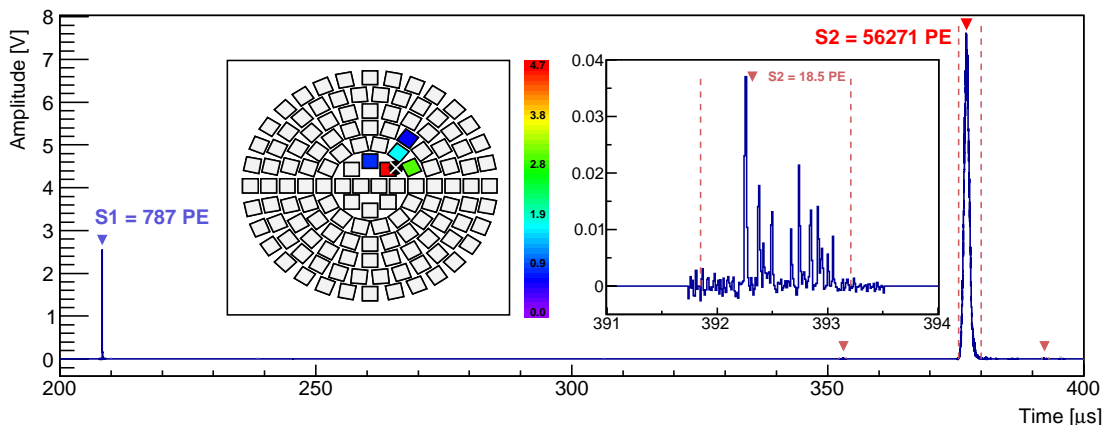 Amplitude [V]
8
7
6
5
4
3
2
1
0
S1 = 787 PE
4.7
3.8
2.8
1.9
0.9
0.0
S2 = 56271 PE
S2 = 18.5 PE
0.04
0.03
0.02
0.01
0
391 392 393 394
200 250 300 350 400
Time [μs]